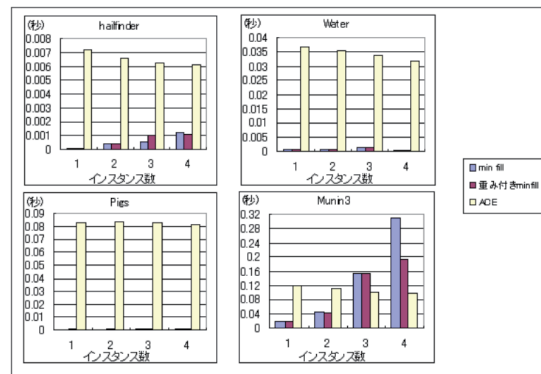 hailfinder
(秒)
0.008
0.007
0.006
0.005
0.004
0.003
0.002
0.001
0
1 2 3 4
インスタンス数
Water
(秒)
0.04
0.035
0.03
0.025
0.02
0.015
0.01
0.005
0
1 2 3 4
インスタンス数
min fill
重み付きminfill
ACE
Pigs
(秒)
0.09
0.08
0.07
0.06
0.05
0.04
0.03
0.02
0.01
0
1 2 3 4
インスタンス数
Munin3
(秒)
0.32
0.28
0.24
0.2
0.16
0.12
0.08
0.04
0
1 2 3 4
インスタンス数